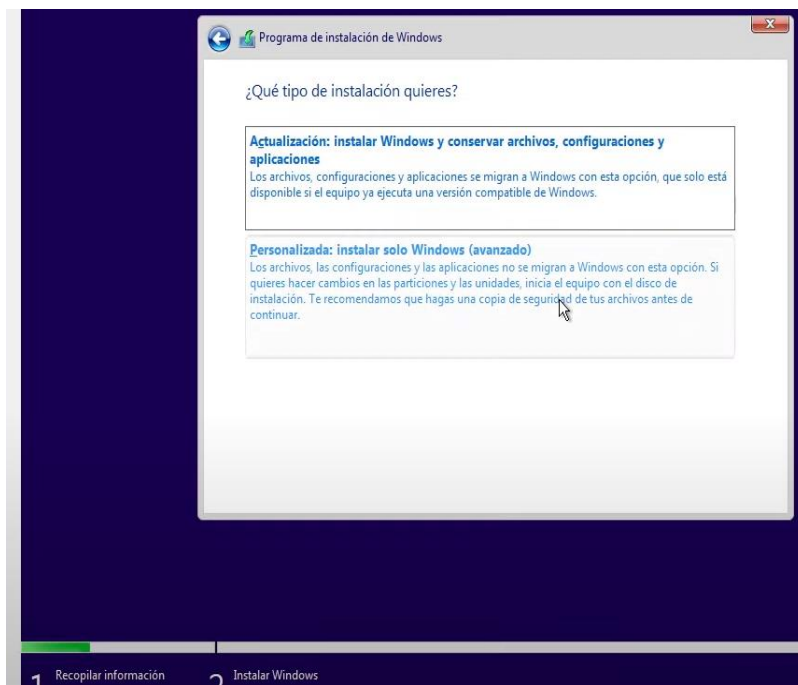 Programa de instalación de Windows
¿Qué tipo de instalación quieres?
Actualización: instalar Windows y conservar archivos, configuraciones y
aplicaciones
Los archivos, configuraciones y aplicaciones se migran a Windows con esta opción, que solo está
disponible si el equipo ya ejecuta una versión compatible de Windows.
Personalizada: instalar solo Windows (avanzado)
Los archivos, las configuraciones y las aplicaciones no se migran a Windows con esta opción. Si
quieres hacer cambios en las particiones y las unidades, inicia el equipo con el disco de
instalación. Te recomendamos que hagas una copia de seguridad de tus archivos antes de
continuar.
1 Recopilar información
2 Instalar Windows